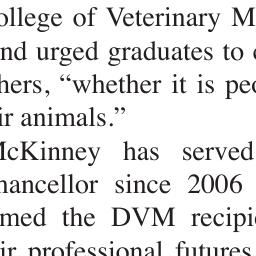 ollege of Veterinary M
nd urged graduates to
hers, “whether it is peo
ir animals.”
McKinney has served
hancellor since 2006
med the DVM recipi
ir professional futures